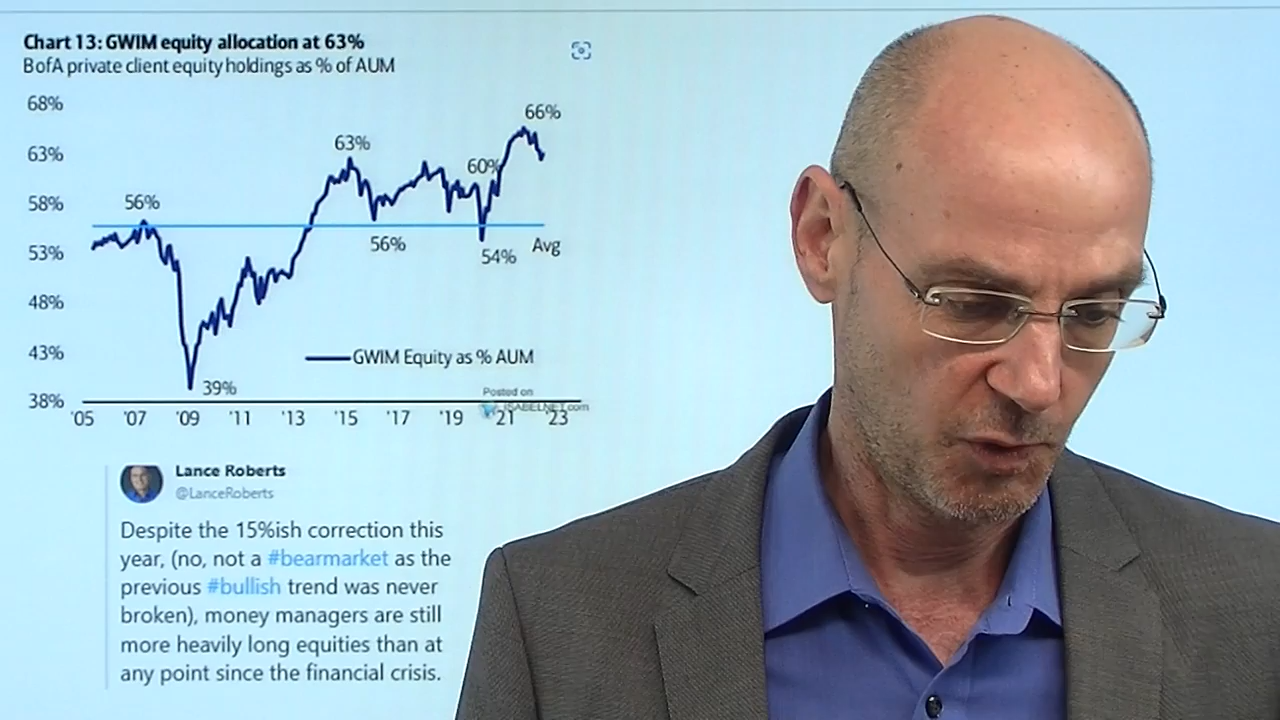 Chart 13: GWIM equity allocation at 63%
BofA private client equity holdings as % of AUM
68%
63%
58%
53%
48%
43%
38%
56%
39%
63%
56%
60%
54%
66%
Avg
GWIM Equity as % AUM
Posted on
ISABELNET.com
'05 '07 '09 '11 '13 '15 '17 '19 '21 '23
Lance Roberts
@LanceRoberts
Despite the 15%ish correction this
year, (no, not a #bearmarket as the
previous #bullish trend was never
broken), money managers are still
more heavily long equities than at
any point since the financial crisis.